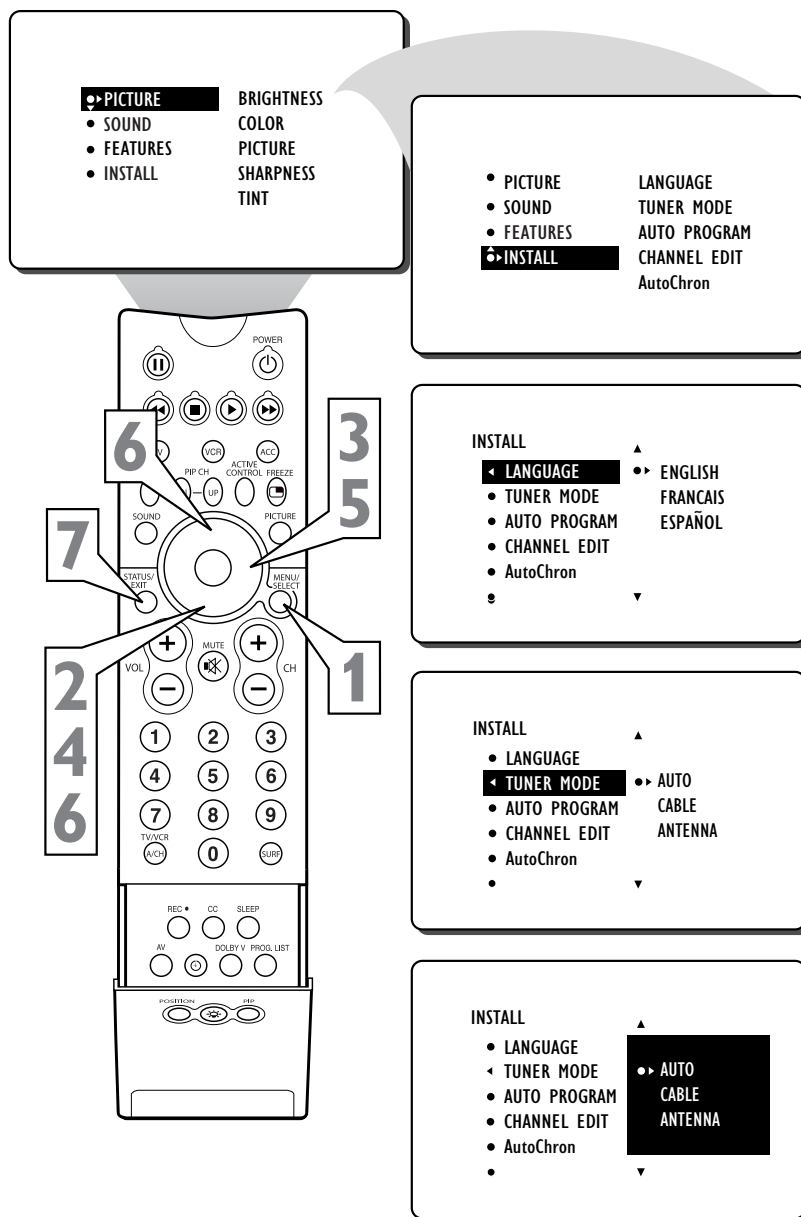 PICTURE BRIGHTNESS
SOUND COLOR
FEATURES PICTURE
INSTALL SHARPNESS
TINT
PICTURE LANGUAGE
SOUND TUNER MODE
FEATURES AUTO PROGRAM
INSTALL CHANNEL EDIT
AutoChron
INSTALL
LANGUAGE ENGLISH
TUNER MODE FRANCAIS
AUTO PROGRAM ESPAÑOL
CHANNEL EDIT
AutoChron
INSTALL
LANGUAGE
TUNER MODE AUTO
AUTO PROGRAM CABLE
CHANNEL EDIT ANTENNA
AutoChron
INSTALL
LANGUAGE
TUNER MODE AUTO
AUTO PROGRAM CABLE
CHANNEL EDIT ANTENNA
AutoChron
POWER
VCR ACC
PIP CH ACTIVE CONTROL FREEZE
UP
SOUND PICTURE
STATUS/
EXIT
MENU/
SELECT
VOL MUTE CH
1 2 3
4 5 6
7 8 9
TV/VCR
A/CH 0 SURF
REC CC SLEEP
AV DOLBY V PROG. LIST
POSITION PIP
6
3
5
7
2
4
6
1